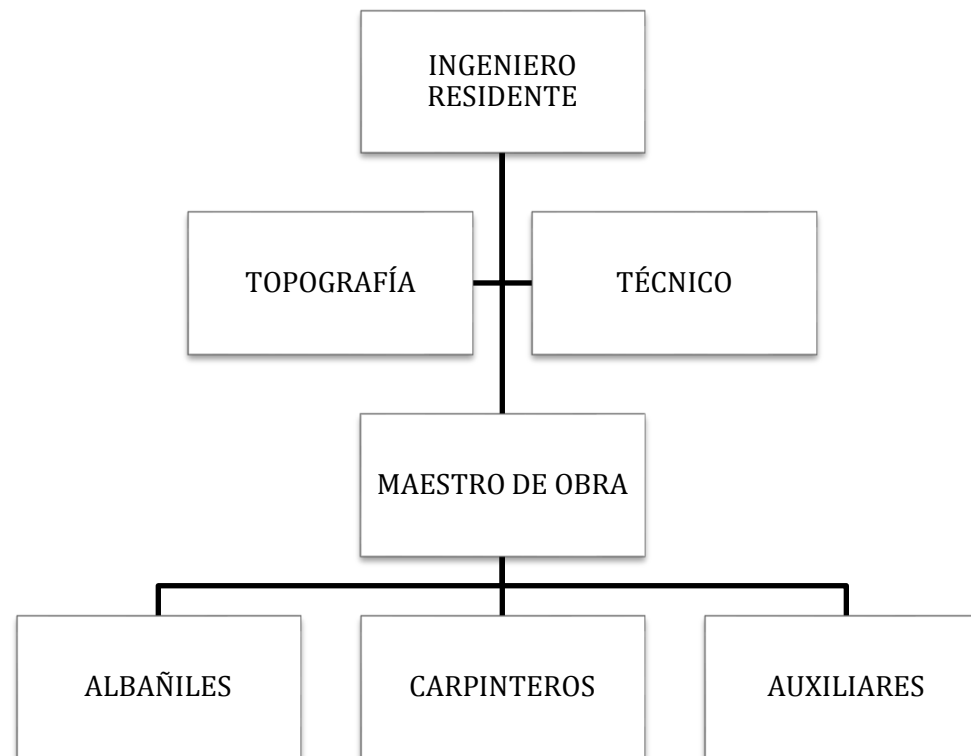 INGENIERO
RESIDENTE
TOPOGRAFÍA
TÉCNICO
MAESTRO DE OBRA
ALBAÑILES
CARPINTEROS
AUXILIARES